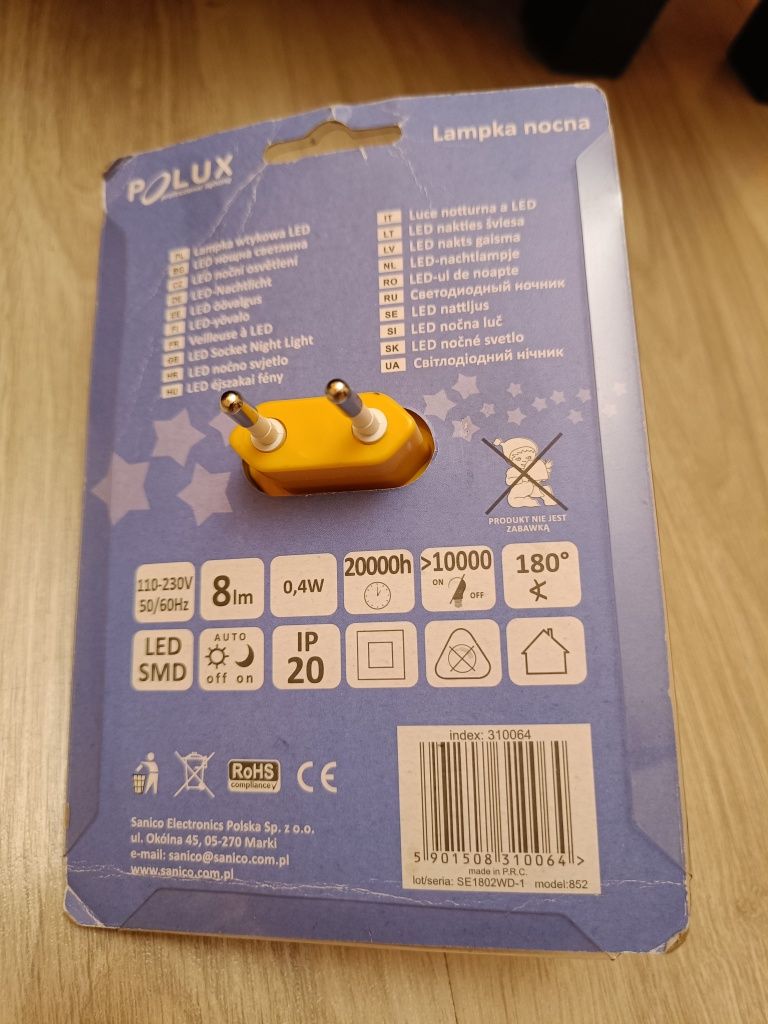 Lampka nocna
POLUX
professional lighting
PL Lampka wtykowa LED
BG LED нощна светлина
CZ LED noční osvětlení
DE LED-Nachtlicht
EE LED öövalgus
FI LED-yövalo
FR Veilleuse à LED
GB LED Socket Night Light
HR LED noćno svjetlo
HU LED éjszakai fény
IT Luce notturna a LED
LT LED nakties šviesa
LV LED nakts gaisma
NL LED-nachtlampje
RO LED-ul de noapte
RU Светодиодный ночник
SE LED nattljus
SI LED nočna luč
SK LED nočné svetlo
UA Світлодіодний нічник
PRODUKT NIE JEST
ZABAWKĄ
110-230V
50/60Hz
8lm
0,4W
20000h
>10000
ON
OFF
180°
LED
SMD
AUTO
off on
IP
20
RoHS
compliance
CE
Sanico Electronics Polska Sp. z o.o.
ul. Okólna 45, 05-270 Marki
e-mail: sanico@sanico.com.pl
www.sanico.com.pl
index: 310064
5 901508 310064 >
made in P.R.C.
lot/seria: SE1802WD-1 model:852